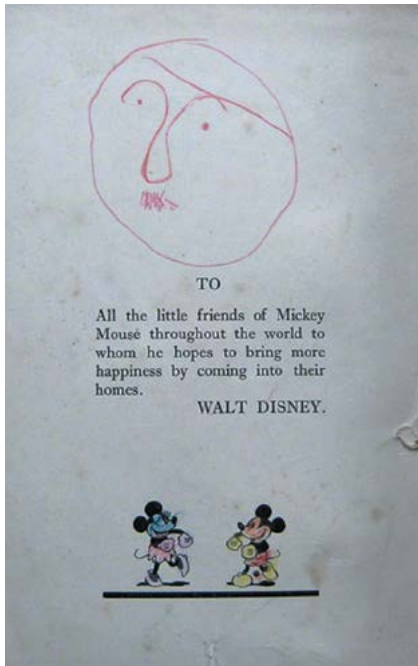 TO
All the little friends of Mickey
Mouse throughout the world to
whom he hopes to bring more
happiness by coming into their
homes.
WALT DISNEY.